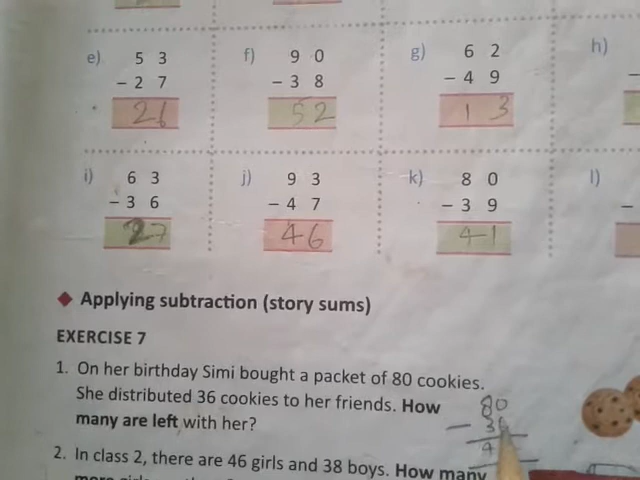 e) 5 3 f) 9 0 g) 6 2 h)
- 2 7 - 3 8 - 4 9
26 52 13
i) 6 3 j) 9 3 k) 8 0 l)
- 3 6 - 4 7 - 3 9
27 46 41
Applying subtraction (story sums)
EXERCISE 7
1. On her birthday Simi bought a packet of 80 cookies.
She distributed 36 cookies to her friends. How
many are left with her?
80
- 36
4
2. In class 2, there are 46 girls and 38 boys. How many
more girls